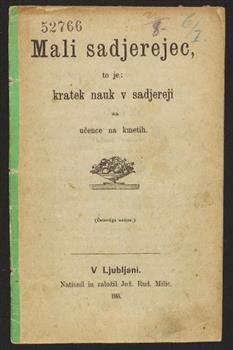 52766
Mali sadjerejec,
to je:
kratek nauk v sadjereji
za
učence na kmetih.
V Ljubljani.
Natisnil in založil Jož. Rud. Milic.